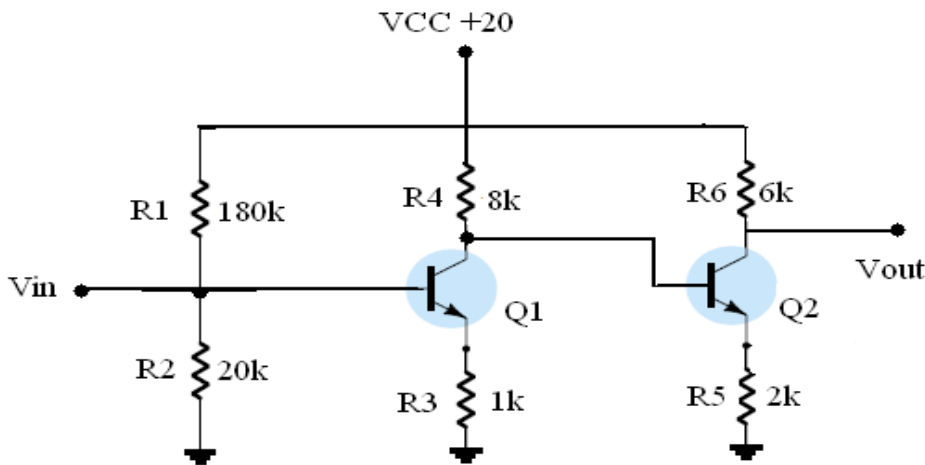 VCC +20
R4 8k
R6 6k
R1 180k
Vout
Vin
Q1
Q2
R2 20k
R3 1k
R5 2k